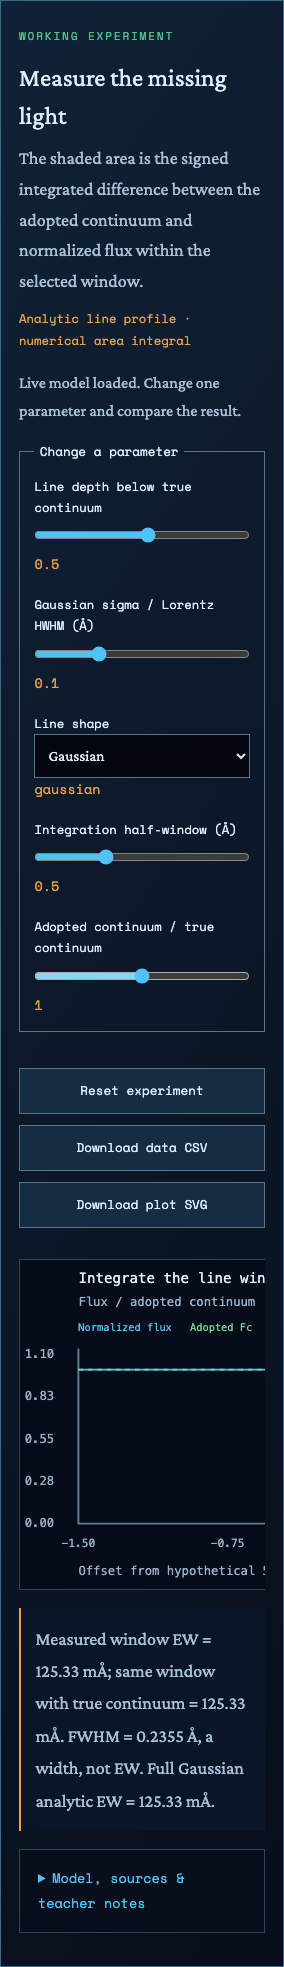 WORKING EXPERIMENT
Measure the missing
light
The shaded area is the signed
integrated difference between the
adopted continuum and
normalized flux within the
selected window.
Analytic line profile ·
numerical area integral
Live model loaded. Change one
parameter and compare the result.
Change a parameter
Line depth below true
continuum
0.5
Gaussian sigma / Lorentz
HWHM (Å)
0.1
Line shape
Gaussian
gaussian
Integration half-window (Å)
0.5
Adopted continuum / true
continuum
1
Reset experiment
Download data CSV
Download plot SVG
Integrate the line win
Flux / adopted continuum
Normalized flux Adopted Fc
1.10
0.83
0.55
0.28
0.00
−1.50 −0.75
Offset from hypothetical
Measured window EW =
125.33 mÅ; same window
with true continuum = 125.33
mÅ. FWHM = 0.2355 Å, a
width, not EW. Full Gaussian
analytic EW = 125.33 mÅ.
▶ Model, sources &
teacher notes